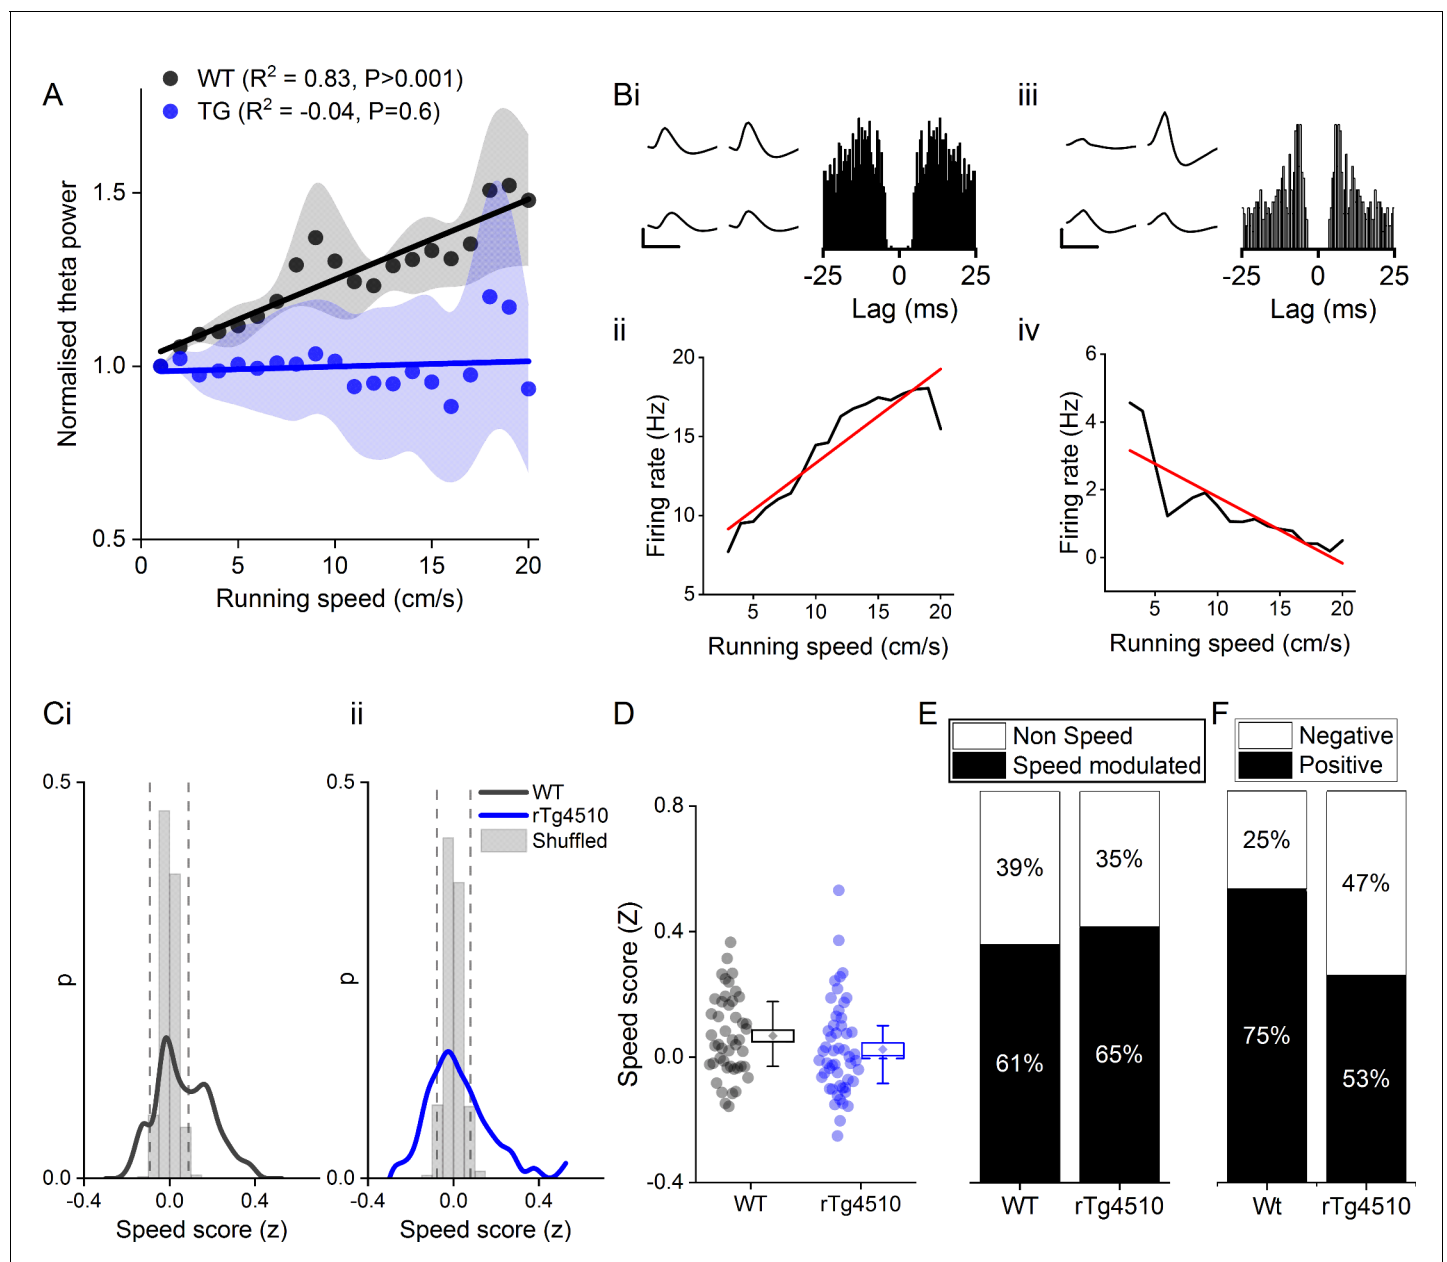 A
WT (R² = 0.83, P>0.001)
TG (R² = -0.04, P=0.6)
Normalised theta power
1.5
1.0
0.5
0 5 10 15 20
Running speed (cm/s)
Bi
-25 0 25
Lag (ms)
ii
20
15
10
5
Firing rate (Hz)
5 10 15 20
Running speed (cm/s)
iii
-25 0 25
Lag (ms)
iv
6
4
2
0
Firing rate (Hz)
5 10 15 20
Running speed (cm/s)
Ci
0.5
p
0.0
-0.4 0.0 0.4
Speed score (z)
ii
0.5
WT
rTg4510
Shuffled
p
0.0
-0.4 0.0 0.4
Speed score (z)
D
0.8
0.4
0.0
-0.4
Speed score (Z)
WT rTg4510
E
Non Speed
Speed modulated
39% 35%
61% 65%
WT rTg4510
F
Negative
Positive
25% 47%
75% 53%
Wt rTg4510